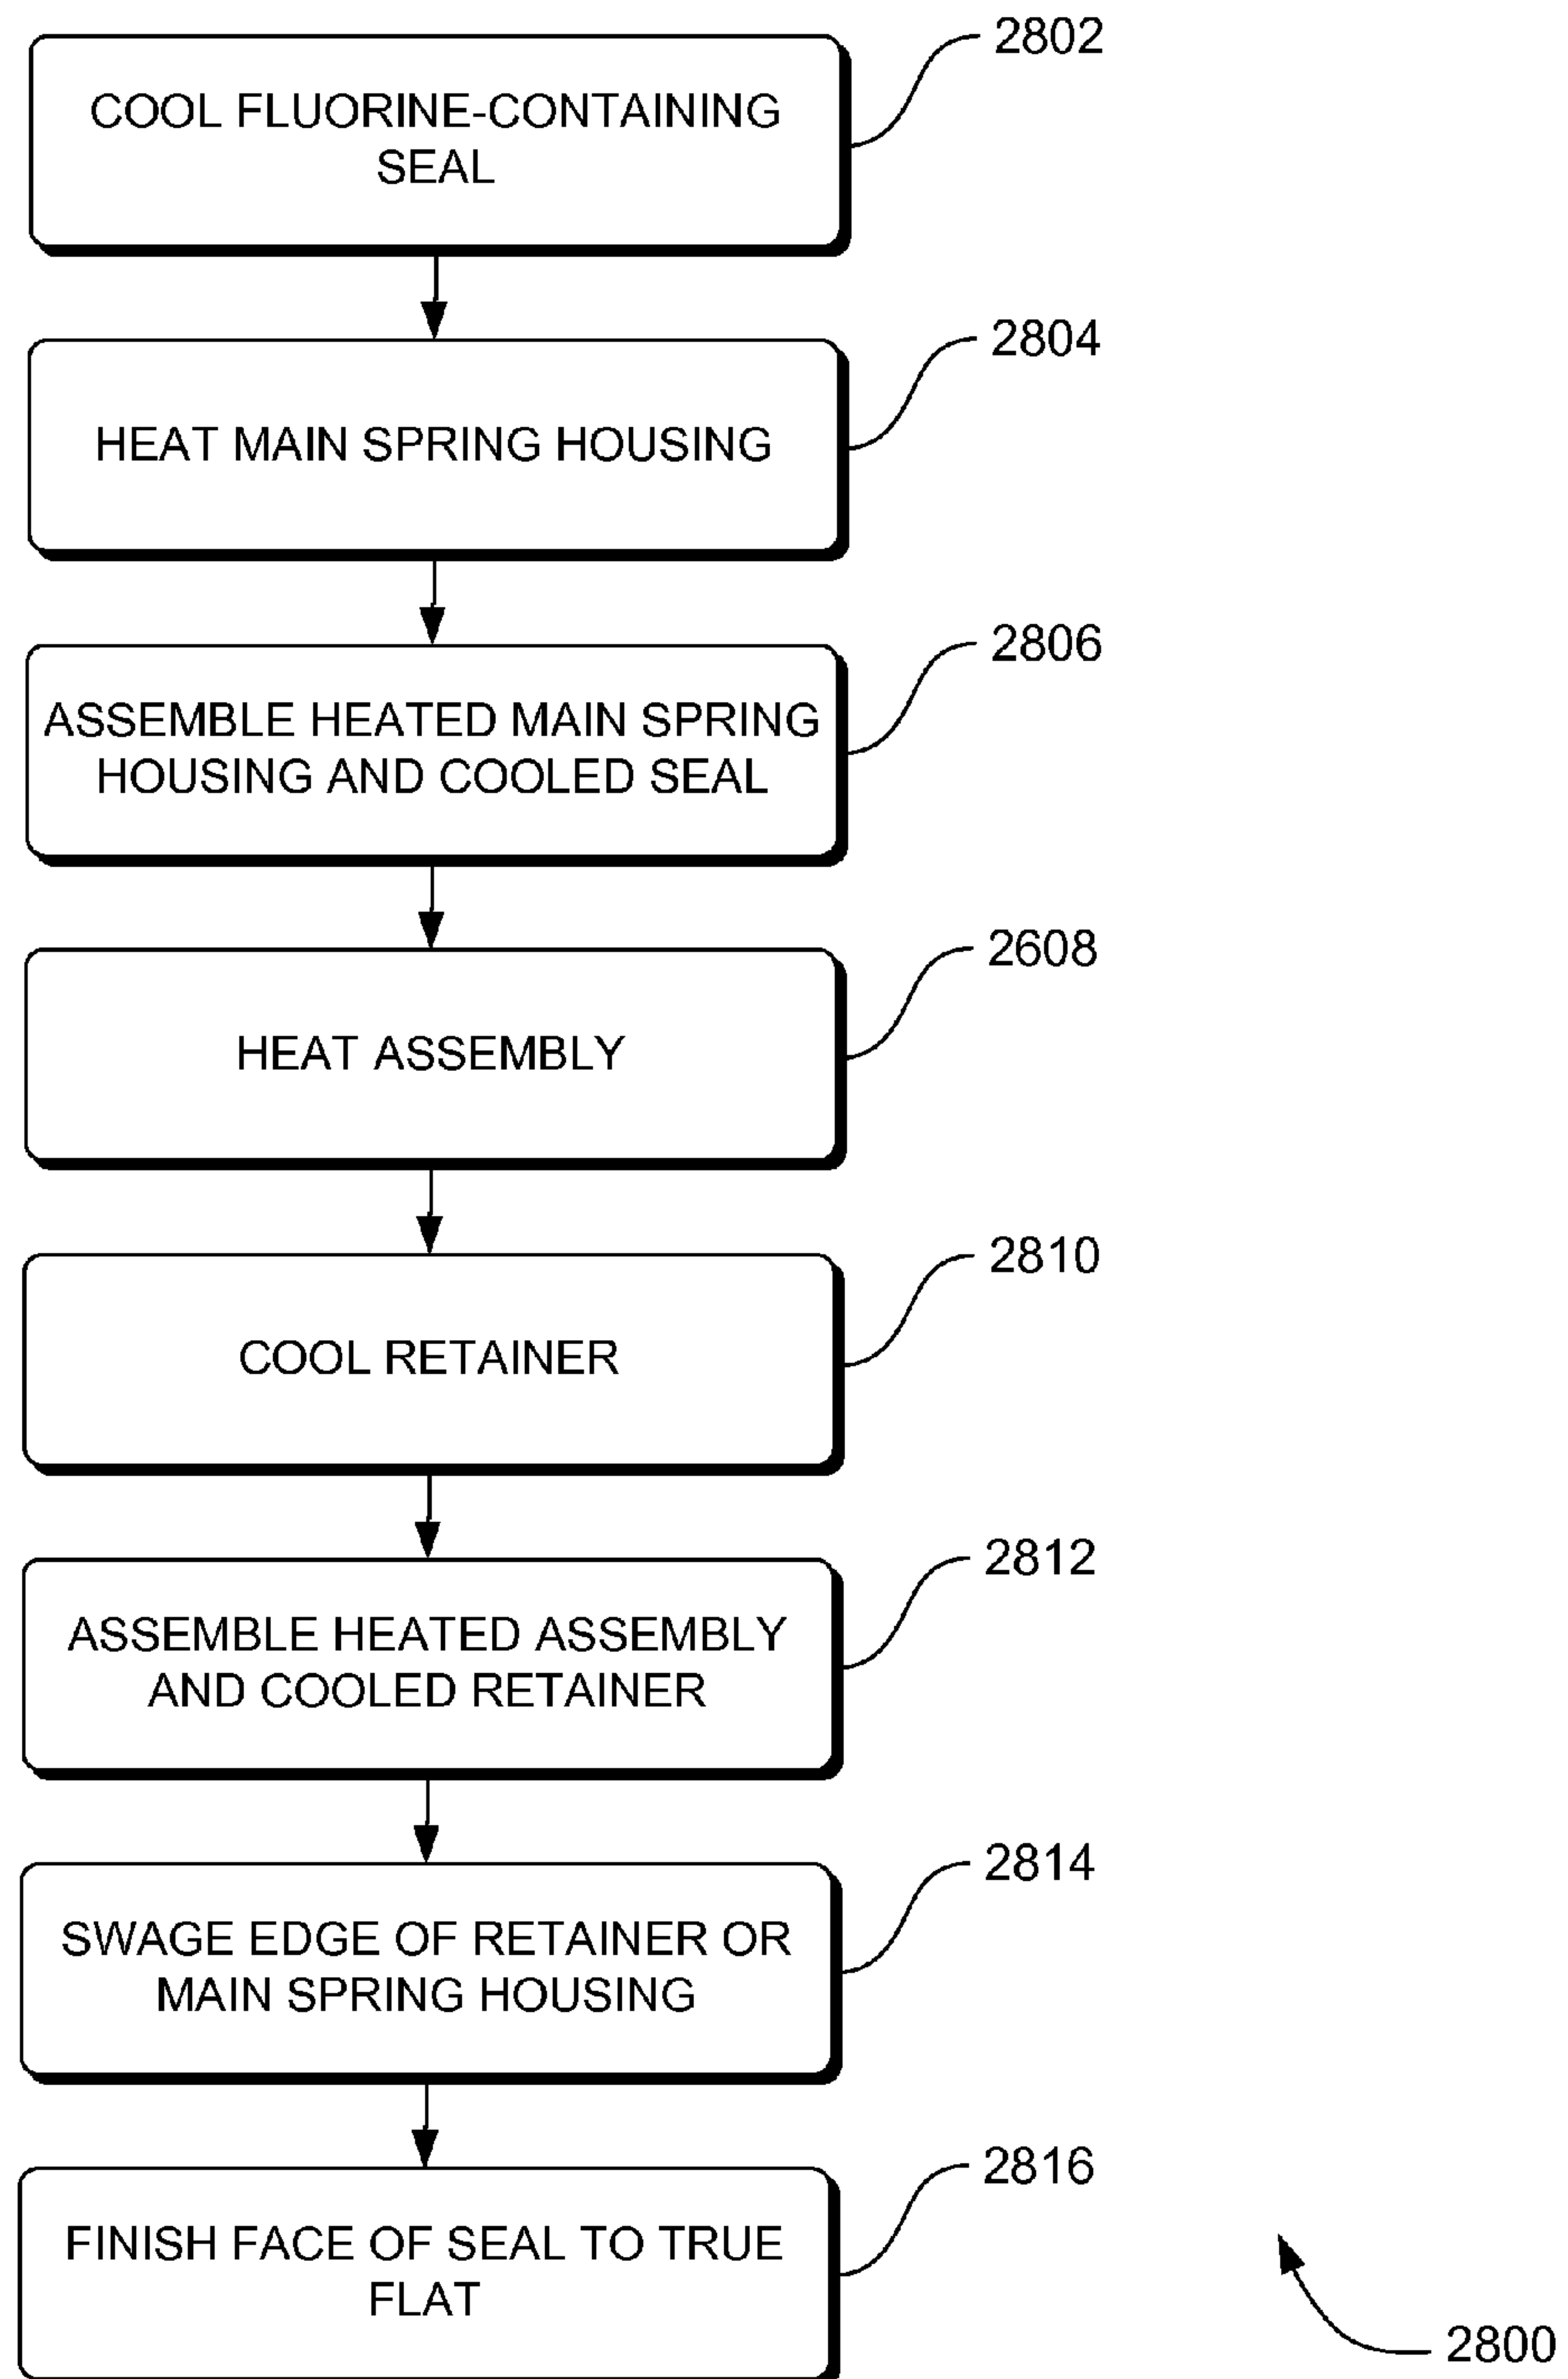 2802
COOL FLUORINE-CONTAINING
SEAL
2804
HEAT MAIN SPRING HOUSING
2806
ASSEMBLE HEATED MAIN SPRING
HOUSING AND COOLED SEAL
2608
HEAT ASSEMBLY
2810
COOL RETAINER
2812
ASSEMBLE HEATED ASSEMBLY
AND COOLED RETAINER
2814
SWAGE EDGE OF RETAINER OR
MAIN SPRING HOUSING
2816
FINISH FACE OF SEAL TO TRUE
FLAT
2800